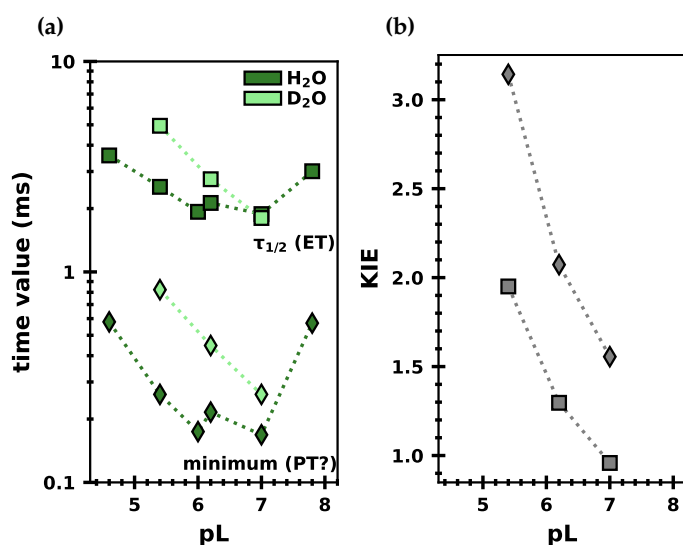 (a)
(b)
10
1
0.1
time value (ms)
H₂O
D₂O
τ₁/₂ (ET)
minimum (PT?)
5
6
7
8
pL
3.0
2.5
2.0
1.5
1.0
KIE
5
6
7
8
pL